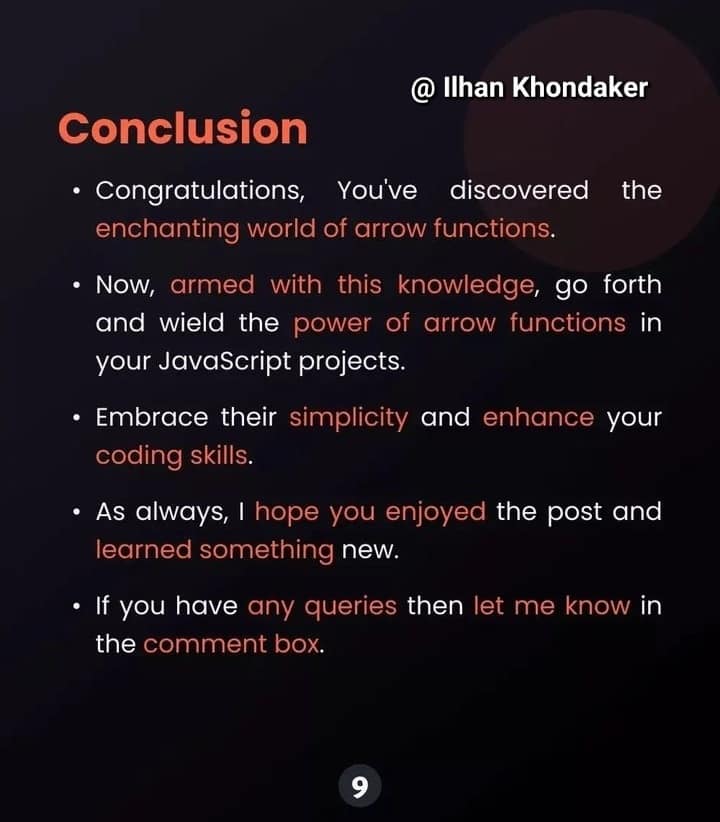 @ Ilhan Khondaker
Conclusion
• Congratulations, You've discovered the
enchanting world of arrow functions.
• Now, armed with this knowledge, go forth
and wield the power of arrow functions in
your JavaScript projects.
• Embrace their simplicity and enhance your
coding skills.
• As always, I hope you enjoyed the post and
learned something new.
• If you have any queries then let me know in
the comment box.
9